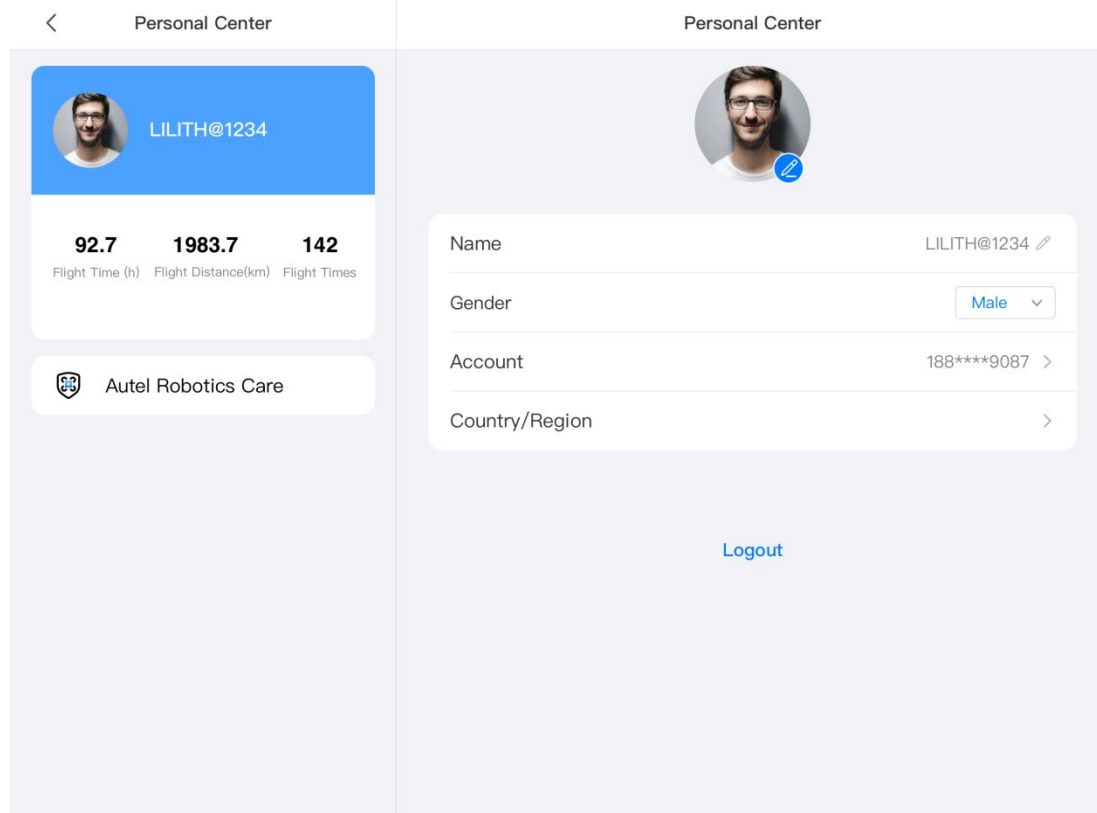 Personal Center
LILITH@1234
92.7 1983.7 142
Flight Time (h) Flight Distance(km) Flight Times
Autel Robotics Care
Personal Center
Name LILITH@1234
Gender Male
Account 188****9087
Country/Region
Logout